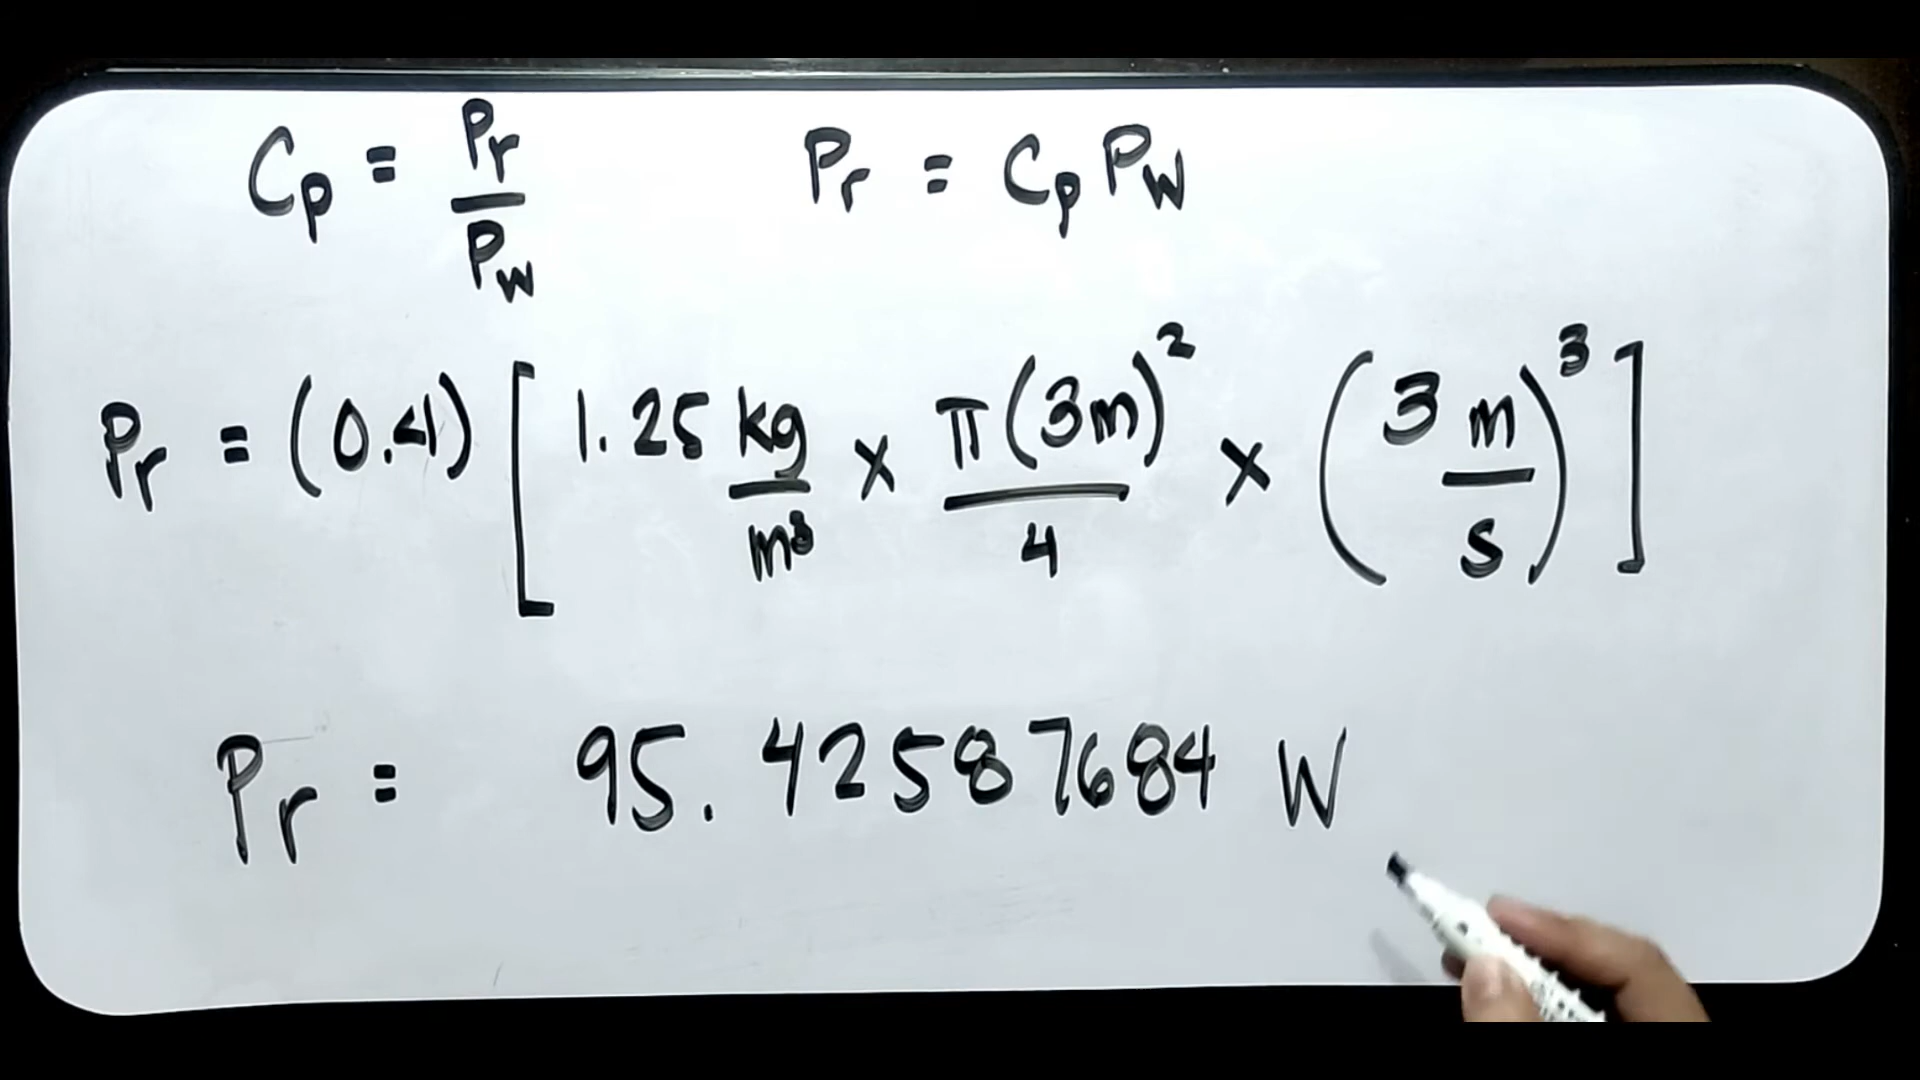 Cp = Pr/Pw    Pr = Cp Pw
Pr = (0.4) [ 1.25 kg/m³ × π(3m)²/4 × (3 m/s)³ ]
Pr = 95.42587684 W